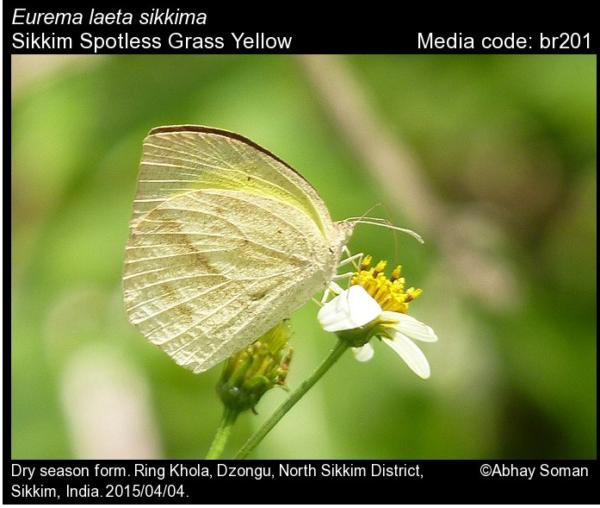 Eurema laeta sikkima
Sikkim Spotless Grass Yellow Media code: br201
Dry season form. Ring Khola, Dzongu, North Sikkim District, ©Abhay Soman
Sikkim, India. 2015/04/04.